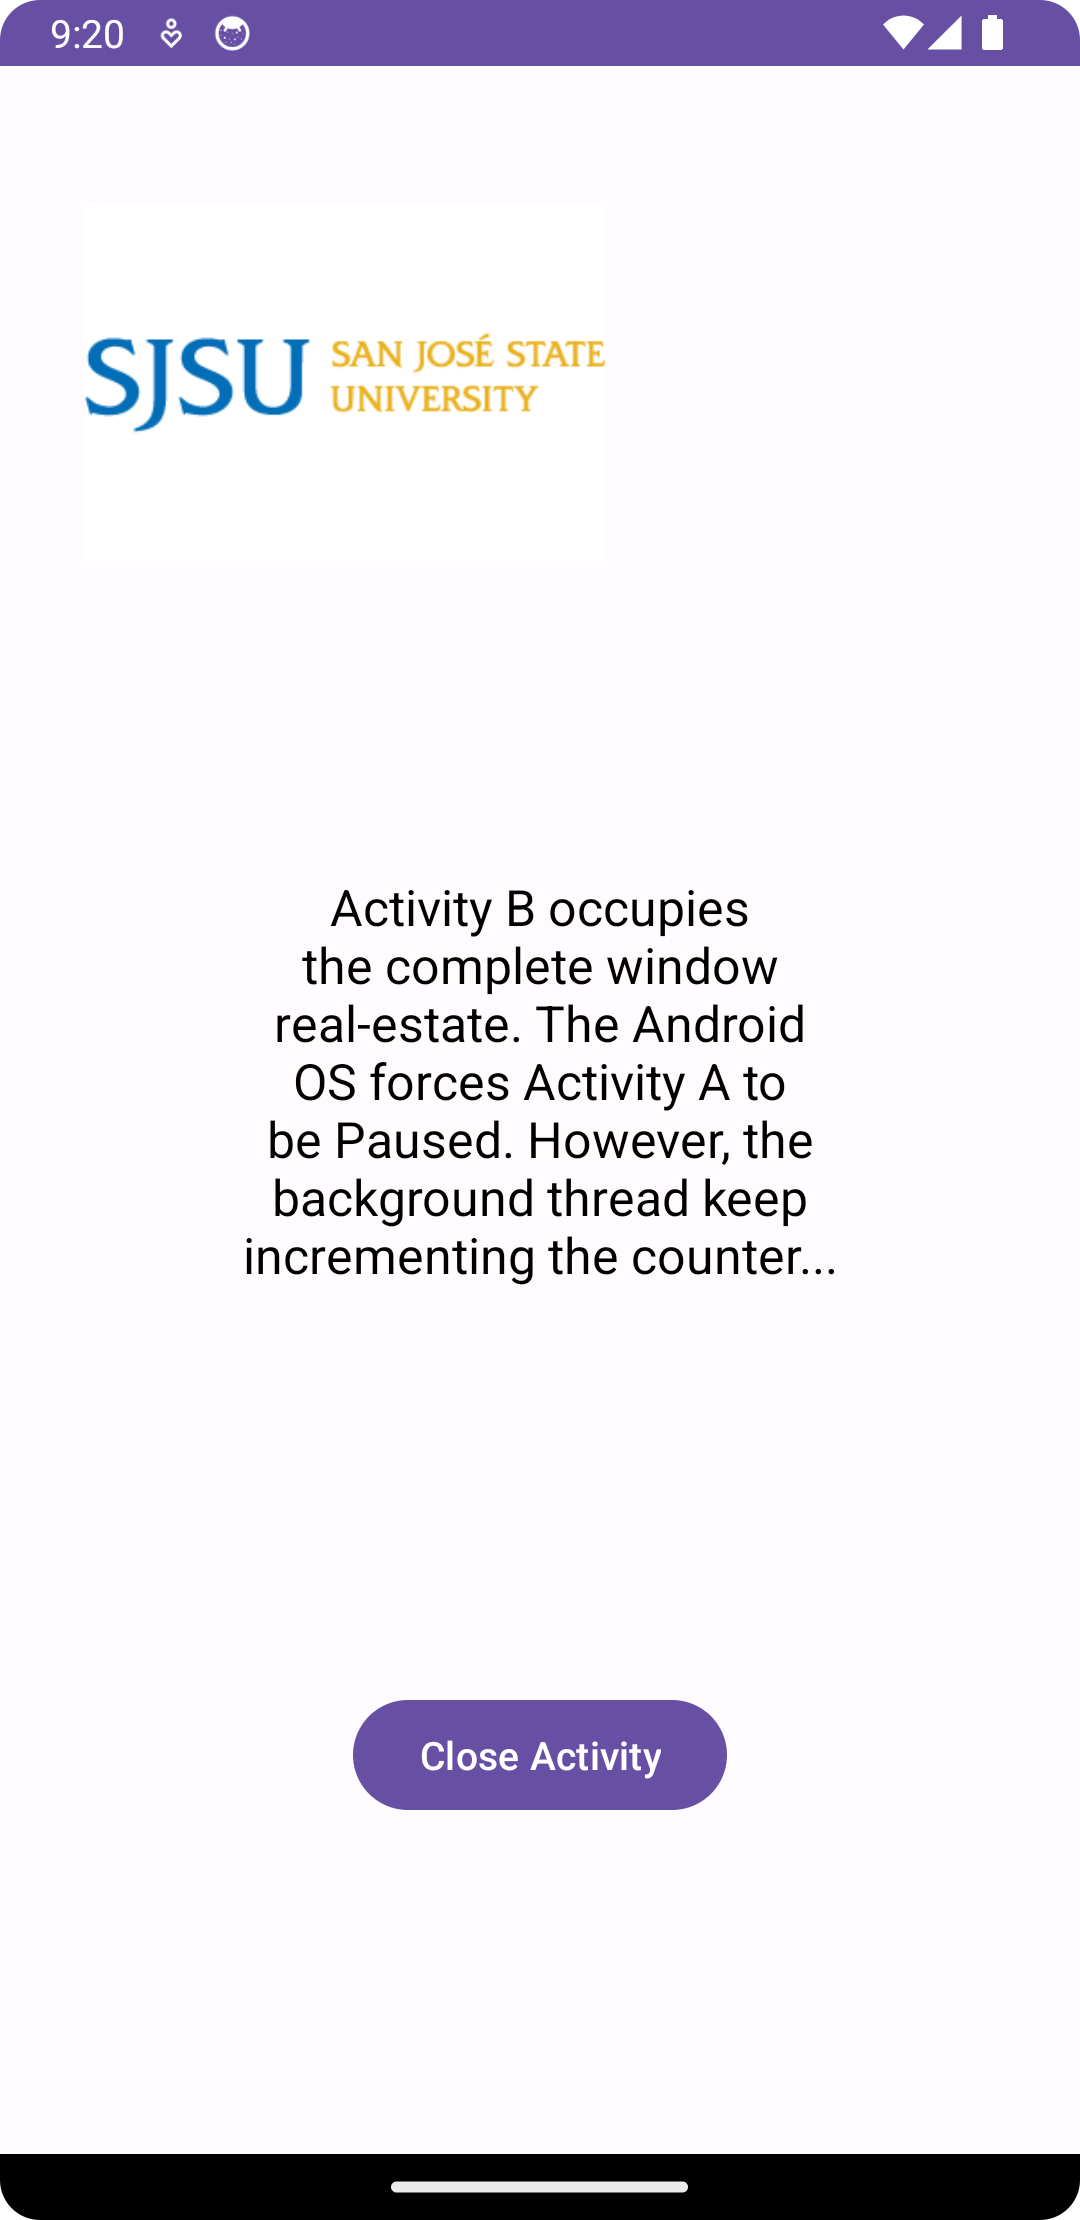 9:20
SJSU SAN JOSÉ STATE
UNIVERSITY
Activity B occupies
the complete window
real-estate. The Android
OS forces Activity A to
be Paused. However, the
background thread keep
incrementing the counter...
Close Activity